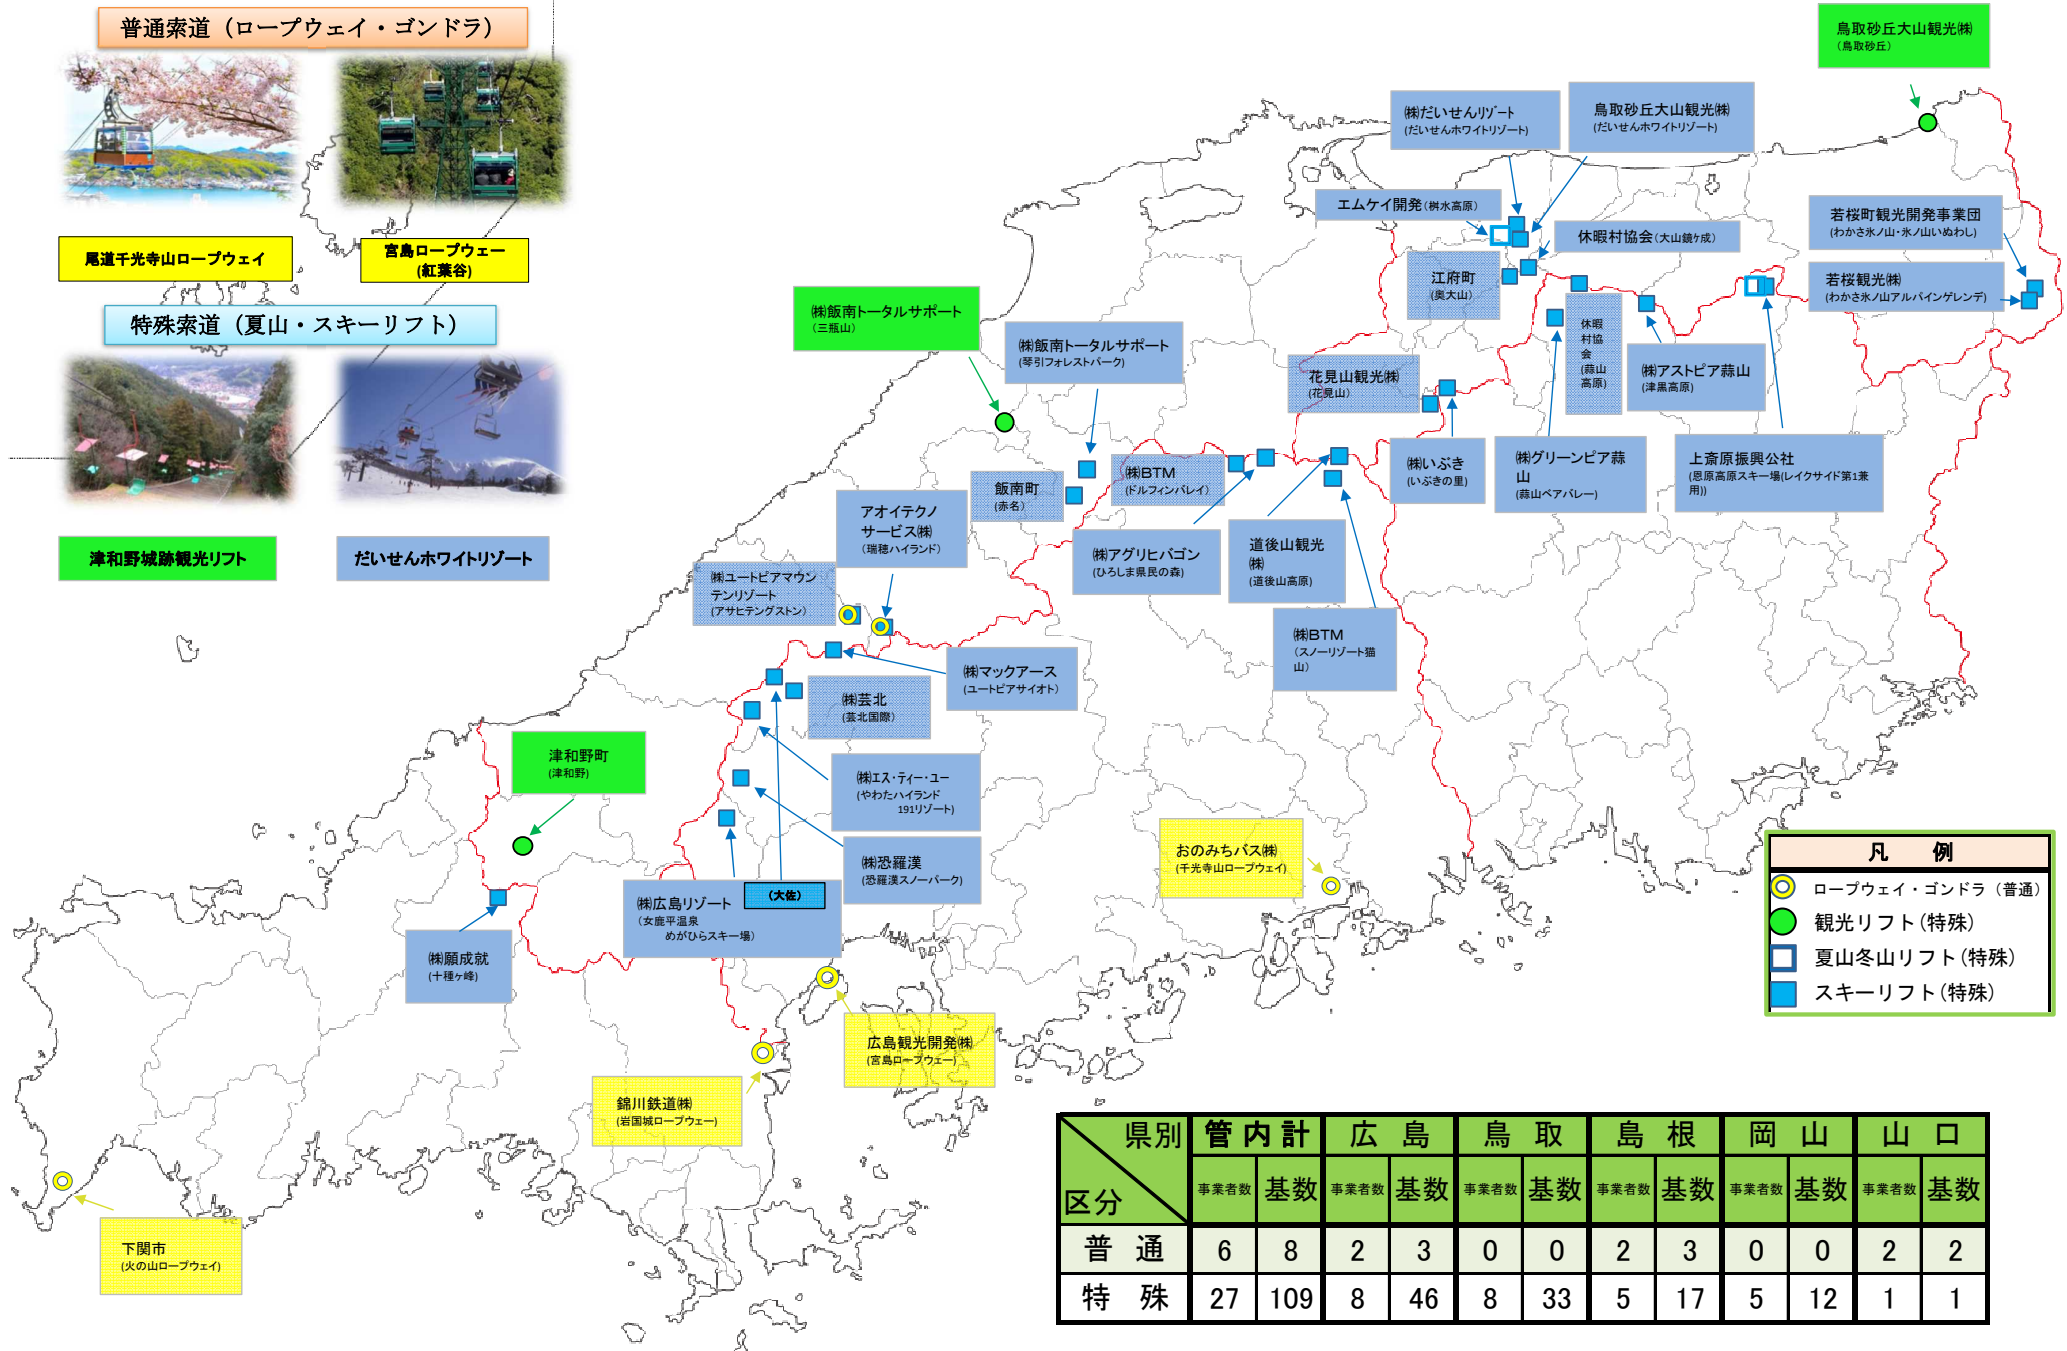 普通索道（ロープウェイ・ゴンドラ）
尾道千光寺山ロープウェイ
宮島ロープウェー
(紅葉谷)
特殊索道（夏山・スキーリフト）
津和野城跡観光リフト
だいせんホワイトリゾート
鳥取砂丘大山観光㈱
（鳥取砂丘）
㈱だいせんリゾート
(だいせんホワイトリゾート)
鳥取砂丘大山観光㈱
(だいせんホワイトリゾート)
エムケイ開発(桝水高原)
休暇村協会(大山鏡ケ成)
若桜町観光開発事業団
(わかさ氷ノ山・氷ノ山いぬわし)
若桜観光㈱
(わかさ氷ノ山アルパインゲレンデ)
江府町
(奥大山)
休暇
村協
会
(蒜山
高原)
㈱アストピア蒜山
(津黒高原)
㈱飯南トータルサポート
（三瓶山）
㈱飯南トータルサポート
(琴引フォレストパーク)
花見山観光㈱
(花見山)
㈱いぶき
(いぶきの里)
㈱グリーンピア蒜
山
(蒜山ベアバレー)
上斎原振興公社
(恩原高原スキー場(レイクサイド第1兼
用))
飯南町
(赤名)
㈱BTM
(ドルフィンバレイ)
アオイテクノ
サービス㈱
（瑞穂ハイランド)
㈱アグリヒバゴン
(ひろしま県民の森)
道後山観光
㈱
(道後山高原)
㈱ユートピアマウン
テンリゾート
(アサヒテングストン)
㈱BTM
（スノーリゾート猫
山）
㈱マックアース
(ユートピアサイオト)
㈱芸北
(芸北国際)
津和野町
(津和野)
㈱エス・ティー・ユー
(やわたハイランド
191リゾート)
㈱恐羅漢
(恐羅漢スノーパーク)
おのみちバス㈱
(千光寺山ロープウェイ)
㈱広島リゾート
（女鹿平温泉
めがひらスキー場）
(大佐)
㈱願成就
(十種ヶ峰)
広島観光開発㈱
(宮島ロープウェー)
錦川鉄道㈱
(岩国城ロープウェー)
下関市
(火の山ロープウェイ)
凡　例
ロープウェイ・ゴンドラ（普通）
観光リフト(特殊)
夏山冬山リフト(特殊)
スキーリフト(特殊)
県別 管内計 広島 鳥取 島根 岡山 山口
区分 事業者数 基数 事業者数 基数 事業者数 基数 事業者数 基数 事業者数 基数 事業者数 基数
普通 6 8 2 3 0 0 2 3 0 0 2 2
特殊 27 109 8 46 8 33 5 17 5 12 1 1